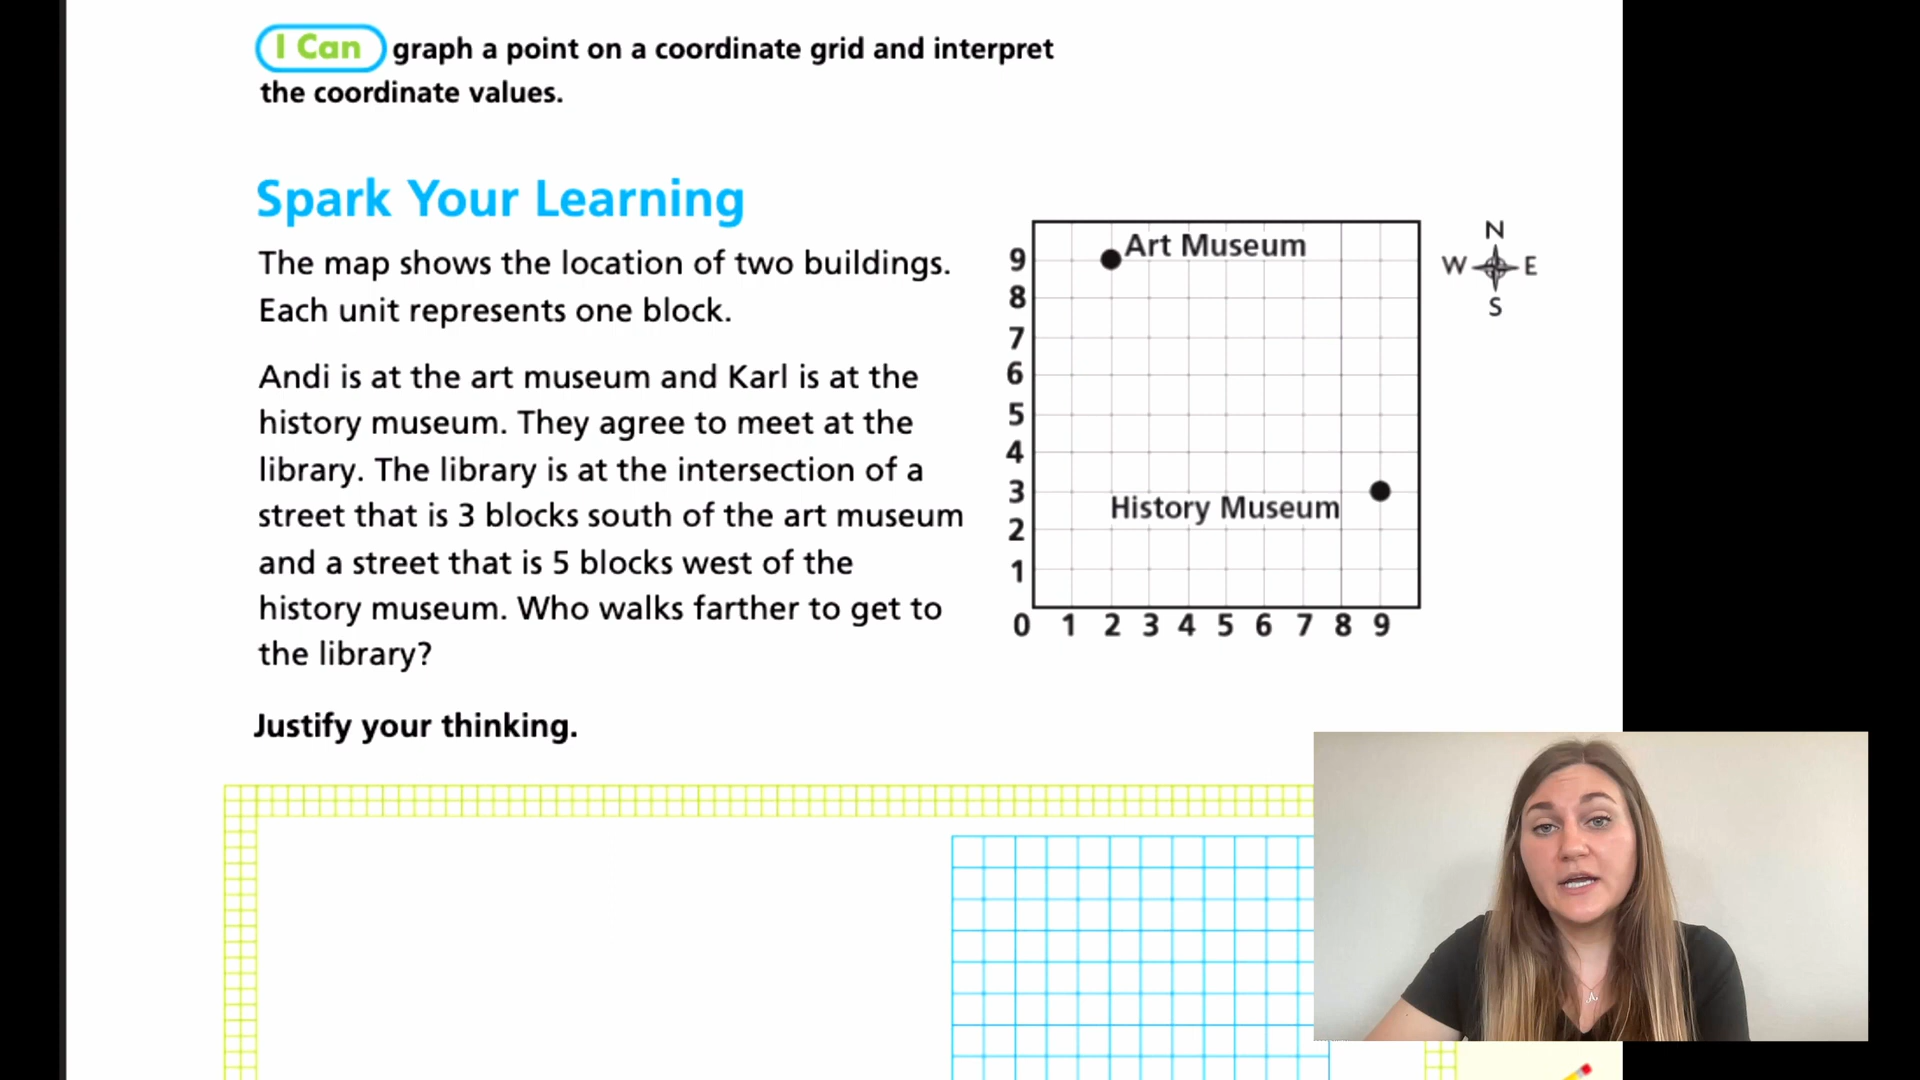 I Can graph a point on a coordinate grid and interpret
the coordinate values.
Spark Your Learning
The map shows the location of two buildings.
Each unit represents one block.
Andi is at the art museum and Karl is at the
history museum. They agree to meet at the
library. The library is at the intersection of a
street that is 3 blocks south of the art museum
and a street that is 5 blocks west of the
history museum. Who walks farther to get to
the library?
Justify your thinking.
N
W E
S
Art Museum
9
8
7
6
5
4
3
History Museum
2
1
0 1 2 3 4 5 6 7 8 9